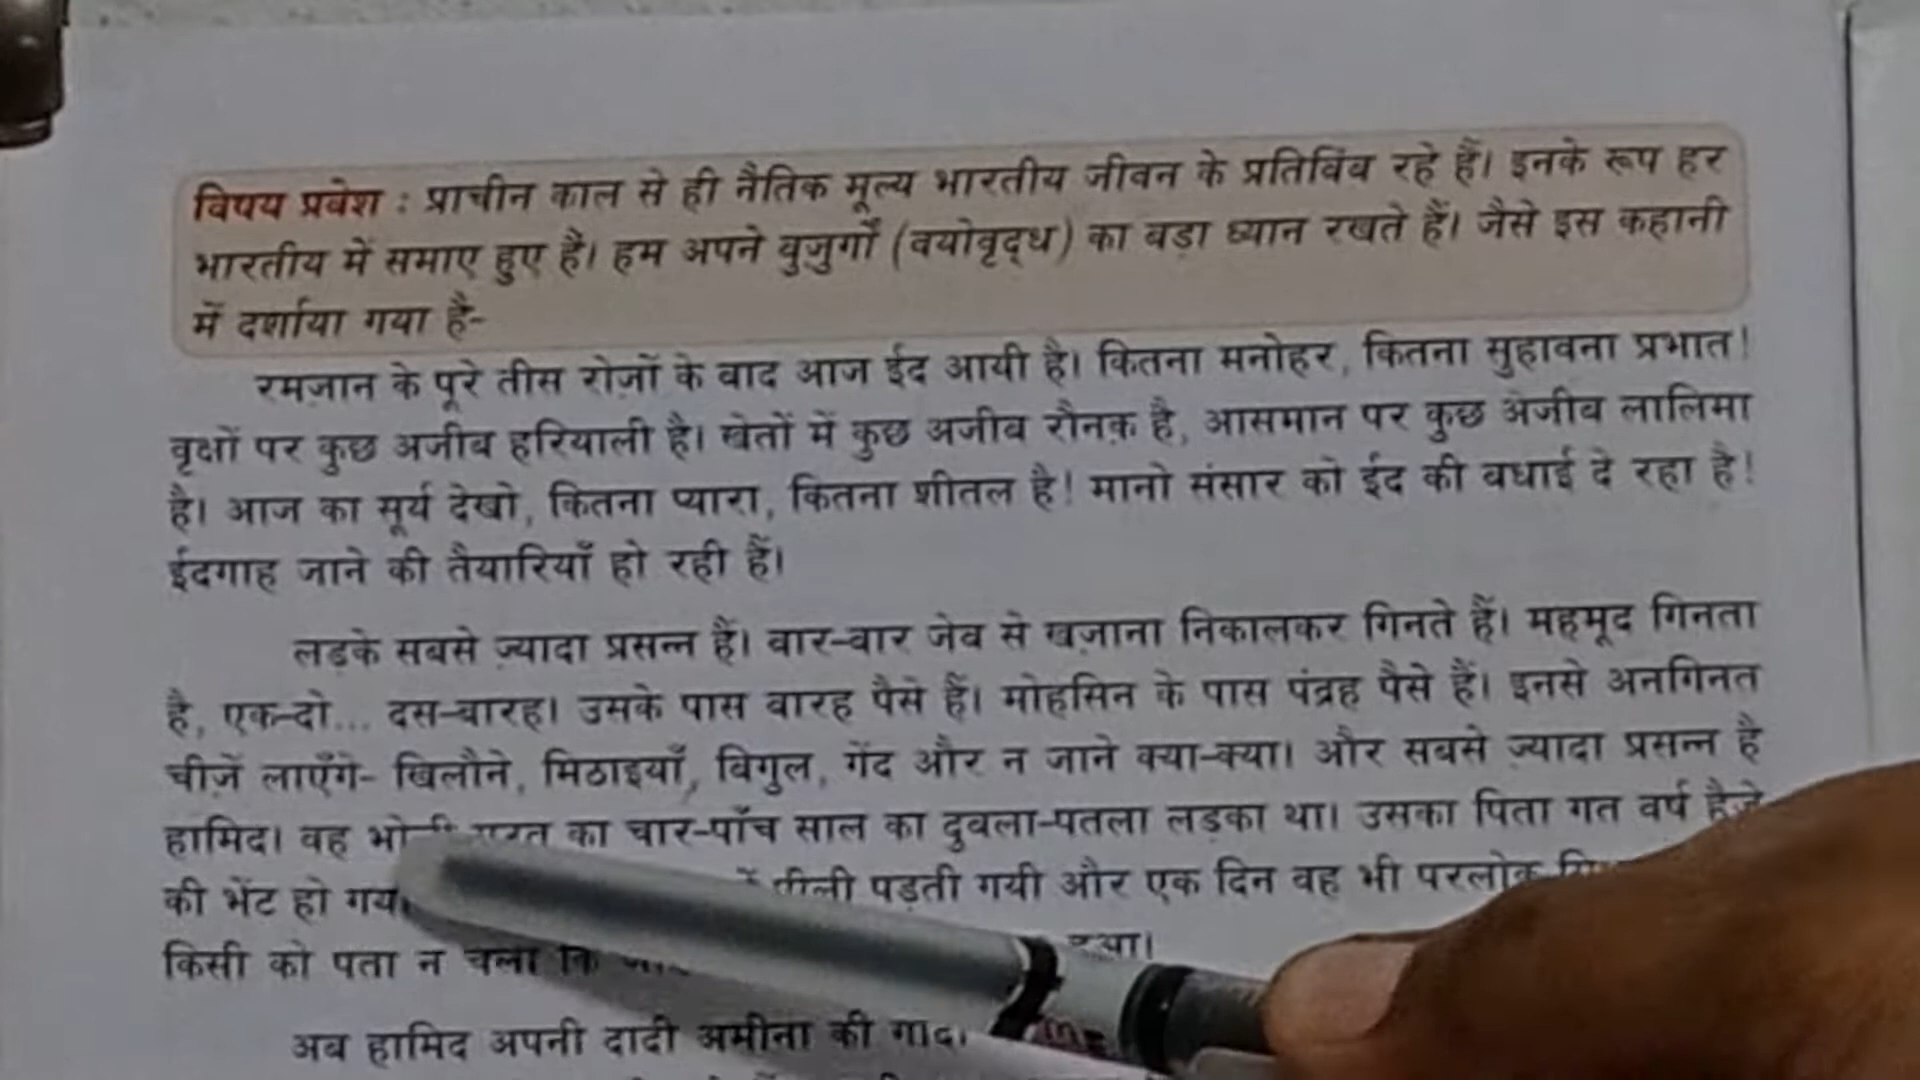 विषय प्रवेश : प्राचीन काल से ही नैतिक मूल्य भारतीय जीवन के प्रतिबिंब रहे हैं। इनके रूप हर
भारतीय में समाए हुए हैं। हम अपने बुजुर्गों (वयोवृद्ध) का बड़ा ध्यान रखते हैं। जैसे इस कहानी
में दर्शाया गया है-
रमज़ान के पूरे तीस रोज़ों के बाद आज ईद आयी है। कितना मनोहर, कितना सुहावना प्रभात!
वृक्षों पर कुछ अजीब हरियाली है। खेतों में कुछ अजीब रौनक़ है, आसमान पर कुछ अजीब लालिमा
है। आज का सूर्य देखो, कितना प्यारा, कितना शीतल है! मानो संसार को ईद की बधाई दे रहा है!
ईदगाह जाने की तैयारियाँ हो रही हैं।
लड़के सबसे ज़्यादा प्रसन्न हैं। बार-बार जेब से खज़ाना निकालकर गिनते हैं। महमूद गिनता
है, एक-दो... दस-बारह। उसके पास बारह पैसे हैं। मोहसिन के पास पंद्रह पैसे हैं। इनसे अनगिनत
चीज़ें लाएँगे- खिलौने, मिठाइयाँ, बिगुल, गेंद और न जाने क्या-क्या। और सबसे ज़्यादा प्रसन्न है
हामिद। वह का चार-पाँच साल का दुबला-पतला लड़का था। उसका पिता गत वर्ष हैज़े
की भेंट हो पीली पड़ती गयी और एक दिन वह भी परलोक
किसी को पता न चला कि
अब हामिद अपनी दादी अमीना की